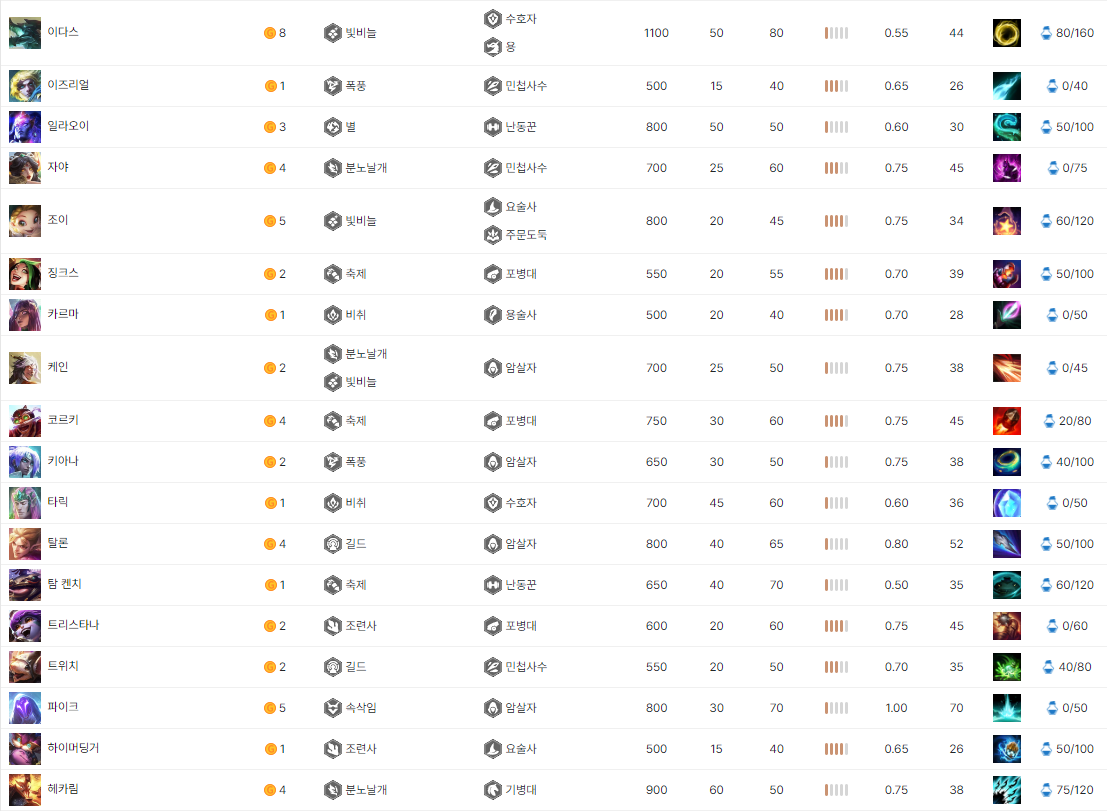 이다스 8 빛비늘 수호자 용 1100 50 80 0.55 44 80/160
이즈리얼 1 폭풍 민첩사수 500 15 40 0.65 26 0/40
일라오이 3 별 난동꾼 800 50 50 0.60 30 50/100
자야 4 분노날개 민첩사수 700 25 60 0.75 45 0/75
조이 5 빛비늘 요술사 주문도둑 800 20 45 0.75 34 60/120
징크스 2 축제 포병대 550 20 55 0.70 39 50/100
카르마 1 비취 용술사 500 20 40 0.70 28 0/50
케인 2 분노날개 빛비늘 암살자 700 25 50 0.75 38 0/45
코르키 4 축제 포병대 750 30 60 0.75 45 20/80
키아나 2 폭풍 암살자 650 30 50 0.75 38 40/100
타릭 1 비취 수호자 700 45 60 0.60 36 0/50
탈론 4 길드 암살자 800 40 65 0.80 52 50/100
탐 켄치 1 축제 난동꾼 650 40 70 0.50 35 60/120
트리스타나 2 조련사 포병대 600 20 60 0.75 45 0/60
트위치 2 길드 민첩사수 550 20 50 0.70 35 40/80
파이크 5 속삭임 암살자 800 30 70 1.00 70 0/50
하이머딩거 1 조련사 요술사 500 15 40 0.65 26 50/100
헤카림 4 분노날개 기병대 900 60 50 0.75 38 75/120